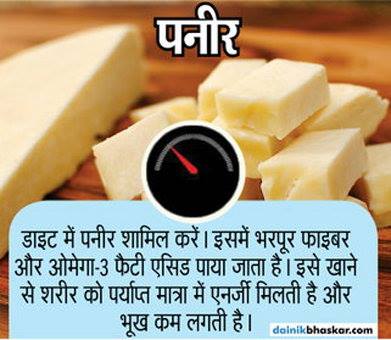 पनीर
डाइट में पनीर शामिल करें। इसमें भरपूर फाइबर
और ओमेगा-3 फैटी एसिड पाया जाता है। इसे खाने
से शरीर को पर्याप्त मात्रा में एनर्जी मिलती है और
भूख कम लगती है।
dainikbhaskar.com